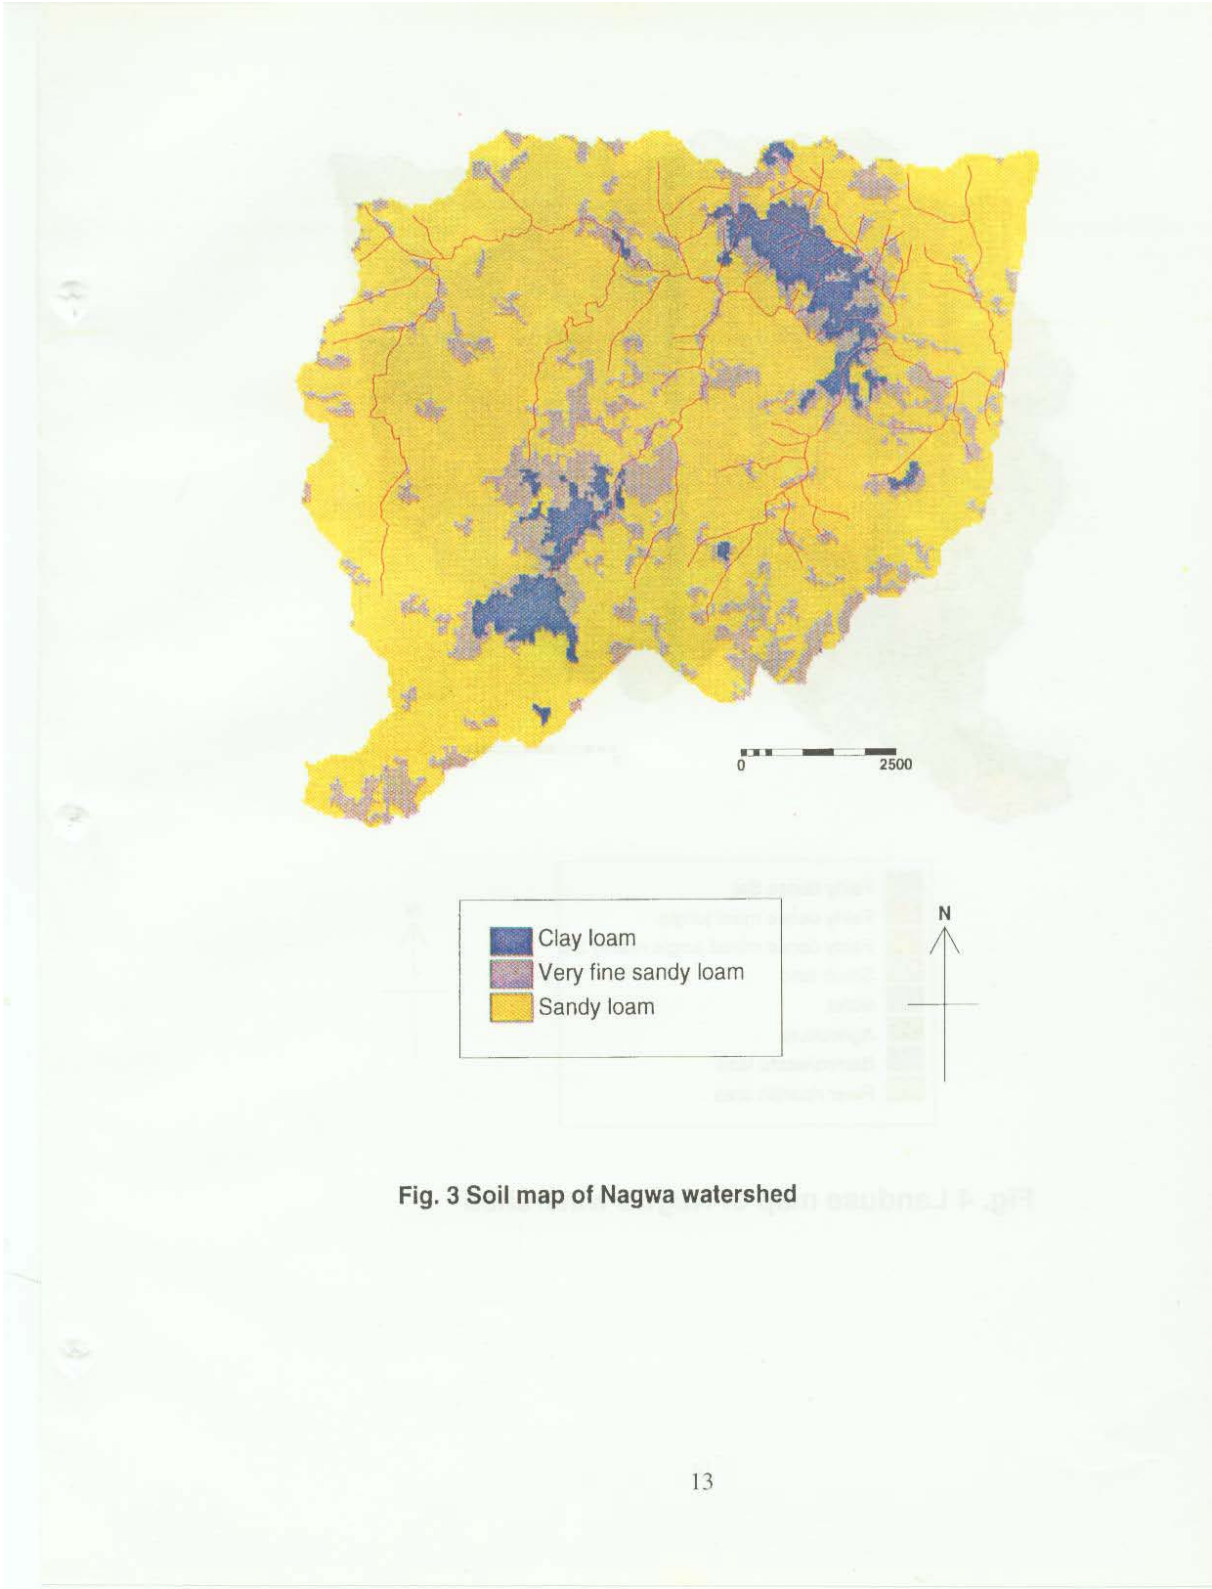 0 2500
Clay loam
Very fine sandy loam
Sandy loam
N
Fig. 3 Soil map of Nagwa watershed
13